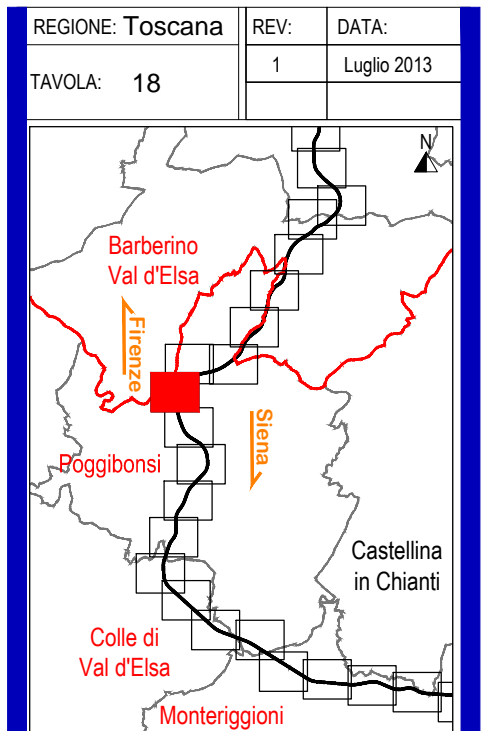 REGIONE: Toscana
REV:
DATA:
TAVOLA: 18
1
Luglio 2013
N
Barberino
Val d'Elsa
Firenze
Siena
Poggibonsi
Castellina
in Chianti
Colle di
Val d'Elsa
Monteriggioni